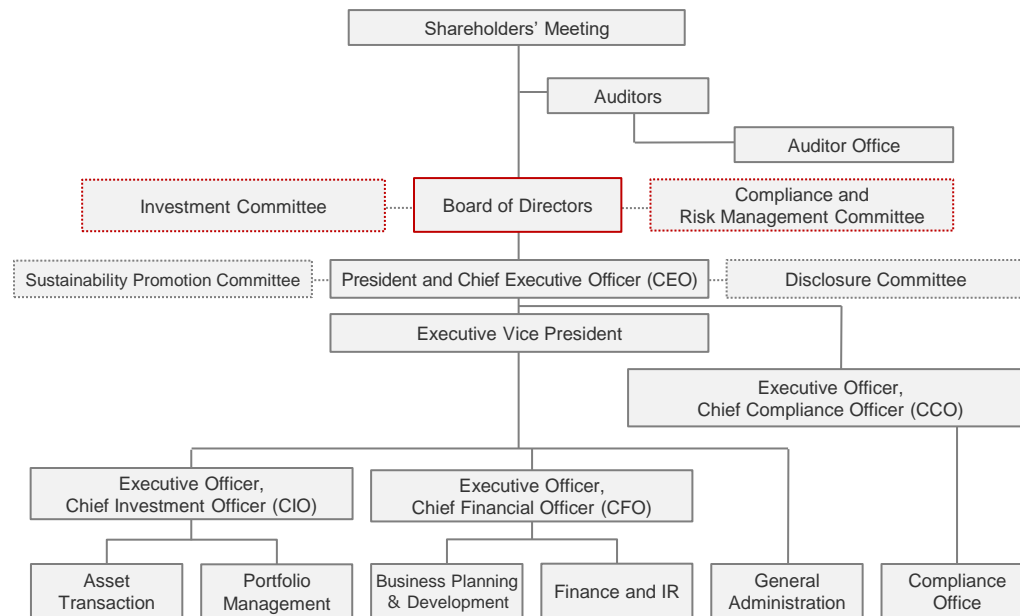 Shareholders’ Meeting
Auditors
Auditor Office
Investment Committee
Board of Directors
Compliance and
Risk Management Committee
Sustainability Promotion Committee
President and Chief Executive Officer (CEO)
Disclosure Committee
Executive Vice President
Executive Officer,
Chief Compliance Officer (CCO)
Executive Officer,
Chief Investment Officer (CIO)
Executive Officer,
Chief Financial Officer (CFO)
Asset
Transaction
Portfolio
Management
Business Planning
& Development
Finance and IR
General
Administration
Compliance
Office